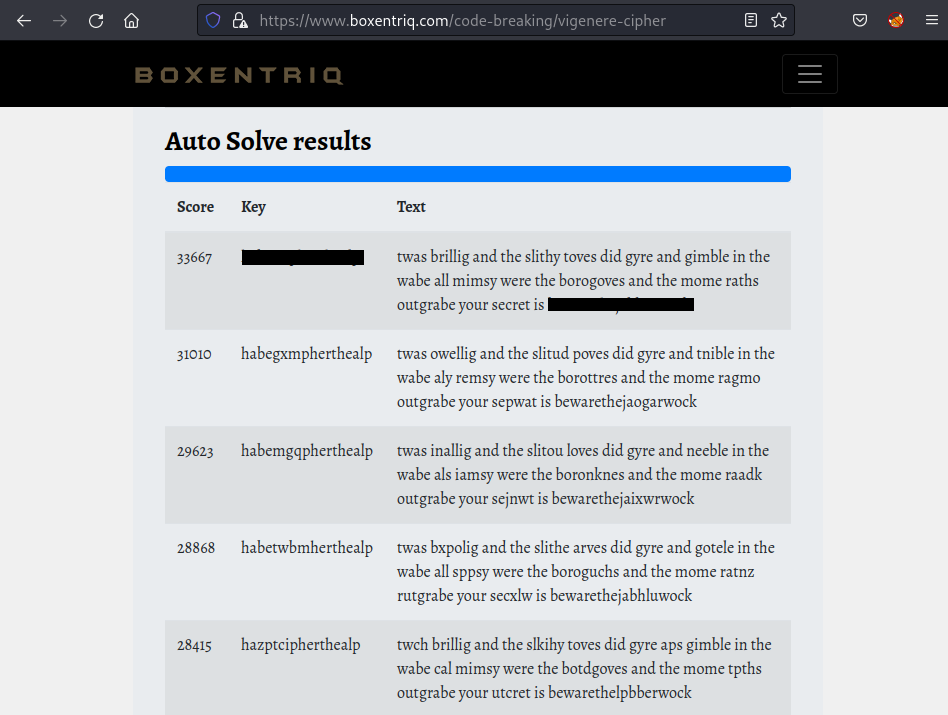 https://www.boxentriq.com/code-breaking/vigenere-cipher
BOXENTRIQ
Auto Solve results
Score Key Text
33667 twas brillig and the slithy toves did gyre and gimble in the
wabe all mimsy were the borogoves and the mome raths
outgrabe your secret is
31010 habegxmpherthealp twas owellig and the slitud poves did gyre and tnible in the
wabe aly remsy were the borottres and the mome ragmo
outgrabe your sepwat is bewarethejaogarwock
29623 habemgqpherthealp twas inallig and the slitou loves did gyre and neeble in the
wabe als iamsy were the boronknes and the mome raadk
outgrabe your sejnwt is bewarethejaixwrwock
28868 habetwbmherthealp twas bxpolig and the slithe arves did gyre and gotele in the
wabe all sppsy were the boroguchs and the mome ratnz
rutgrabe your secxlw is bewarethejabhluwock
28415 hazptcipherthealp twch brillig and the slkihy toves did gyre aps gimble in the
wabe cal mimsy were the botdgoves and the mome tpths
outgrabe your utcret is bewarethelpbberwock